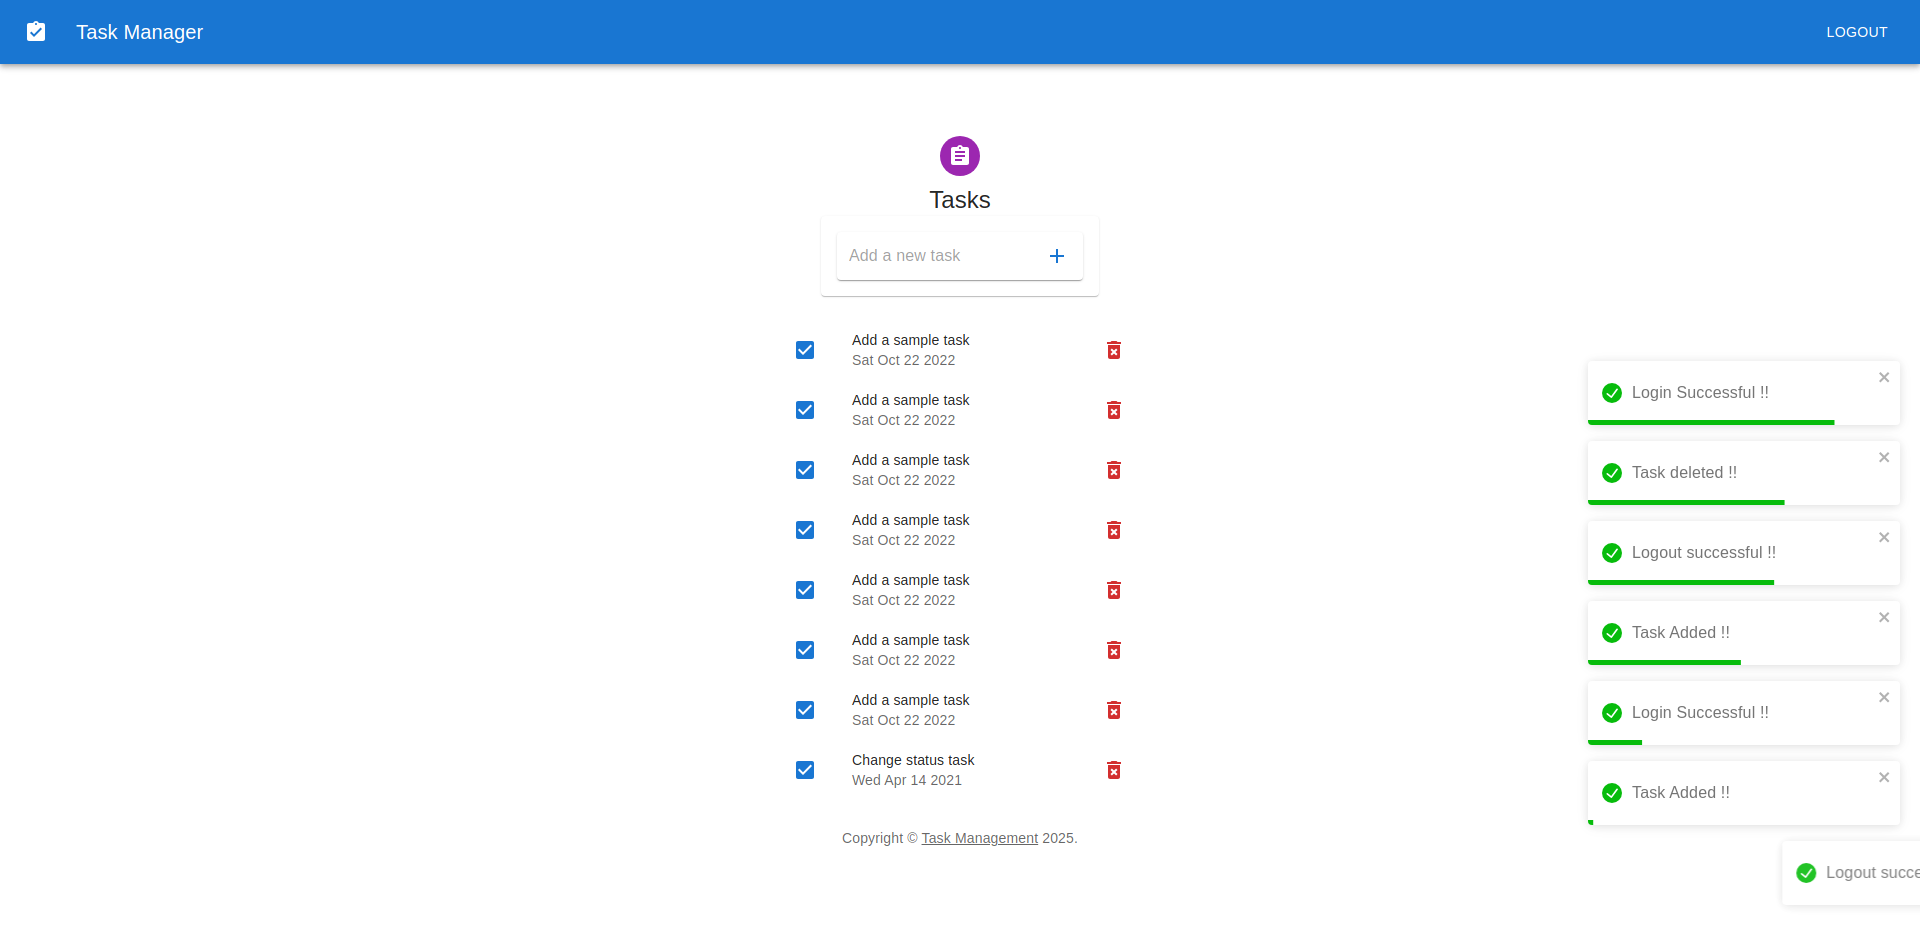 Task Manager
LOGOUT
Tasks
Add a new task
Add a sample task
Sat Oct 22 2022
Add a sample task
Sat Oct 22 2022
Add a sample task
Sat Oct 22 2022
Add a sample task
Sat Oct 22 2022
Add a sample task
Sat Oct 22 2022
Add a sample task
Sat Oct 22 2022
Add a sample task
Sat Oct 22 2022
Change status task
Wed Apr 14 2021
Copyright © Task Management 2025.
Login Successful !!
Task deleted !!
Logout successful !!
Task Added !!
Login Successful !!
Task Added !!
Logout succe